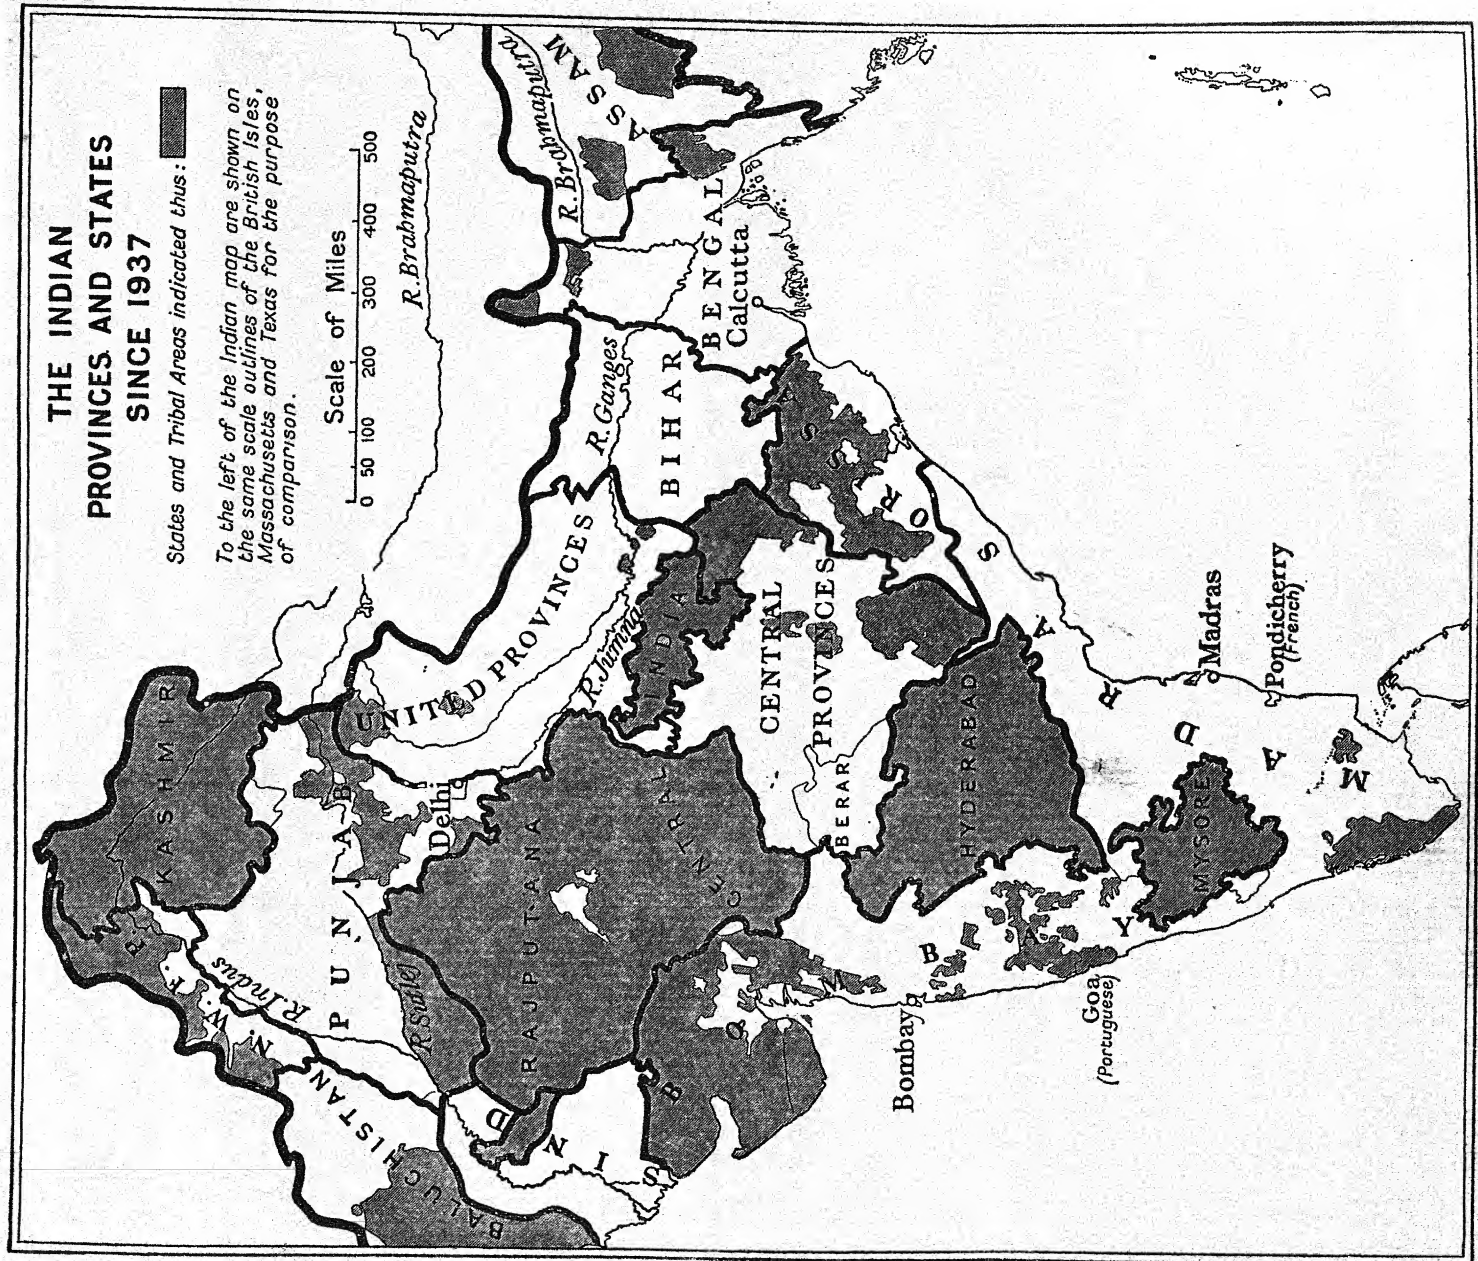 THE INDIAN
PROVINCES AND STATES
SINCE 1937
States and Tribal Areas indicated thus:
To the left of the Indian map are shown on
the same scale outlines of the British Isles,
Massachusetts and Texas for the purpose
of comparison.
Scale of Miles
0 50 100 200 300 400 500
R. Brahmaputra
KASHMIR
N. W. F. P.
R. Indus
PUNJAB
R. Sutlej
Delhi
BALUCHISTAN
SIND
RAJPUTANA
UNITED PROVINCES
R. Jumna
R. Ganges
BIHAR
BENGAL
Calcutta
R. Brahmaputra
R. Brahmaputra
ASSAM
CENTRAL
INDIA
CENTRAL
PROVINCES
BERAR
ORISSA
BOMBAY
Bombay
HYDERABAD
Goa
(Portuguese)
MYSORE
MADRAS
Madras
Pondicherry
(French)